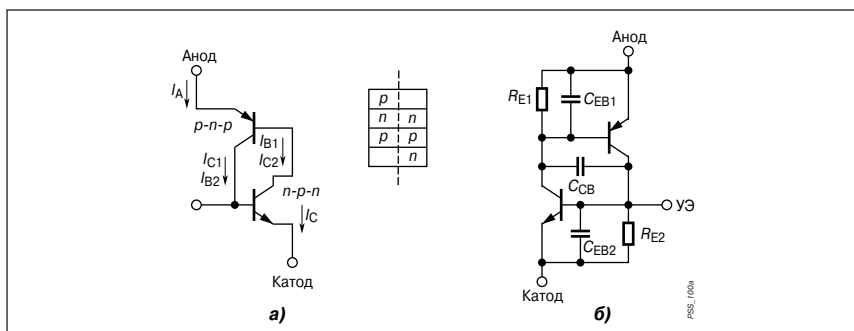 Анод
I_A
p-n-p
I_B1
I_C2
I_C1
I_B2
n-p-n
I_C
Катод
а)
p
n n
p p
n
Анод
R_E1
C_EB1
C_CB
УЭ
C_EB2
R_E2
Катод
б)
PSS_100a